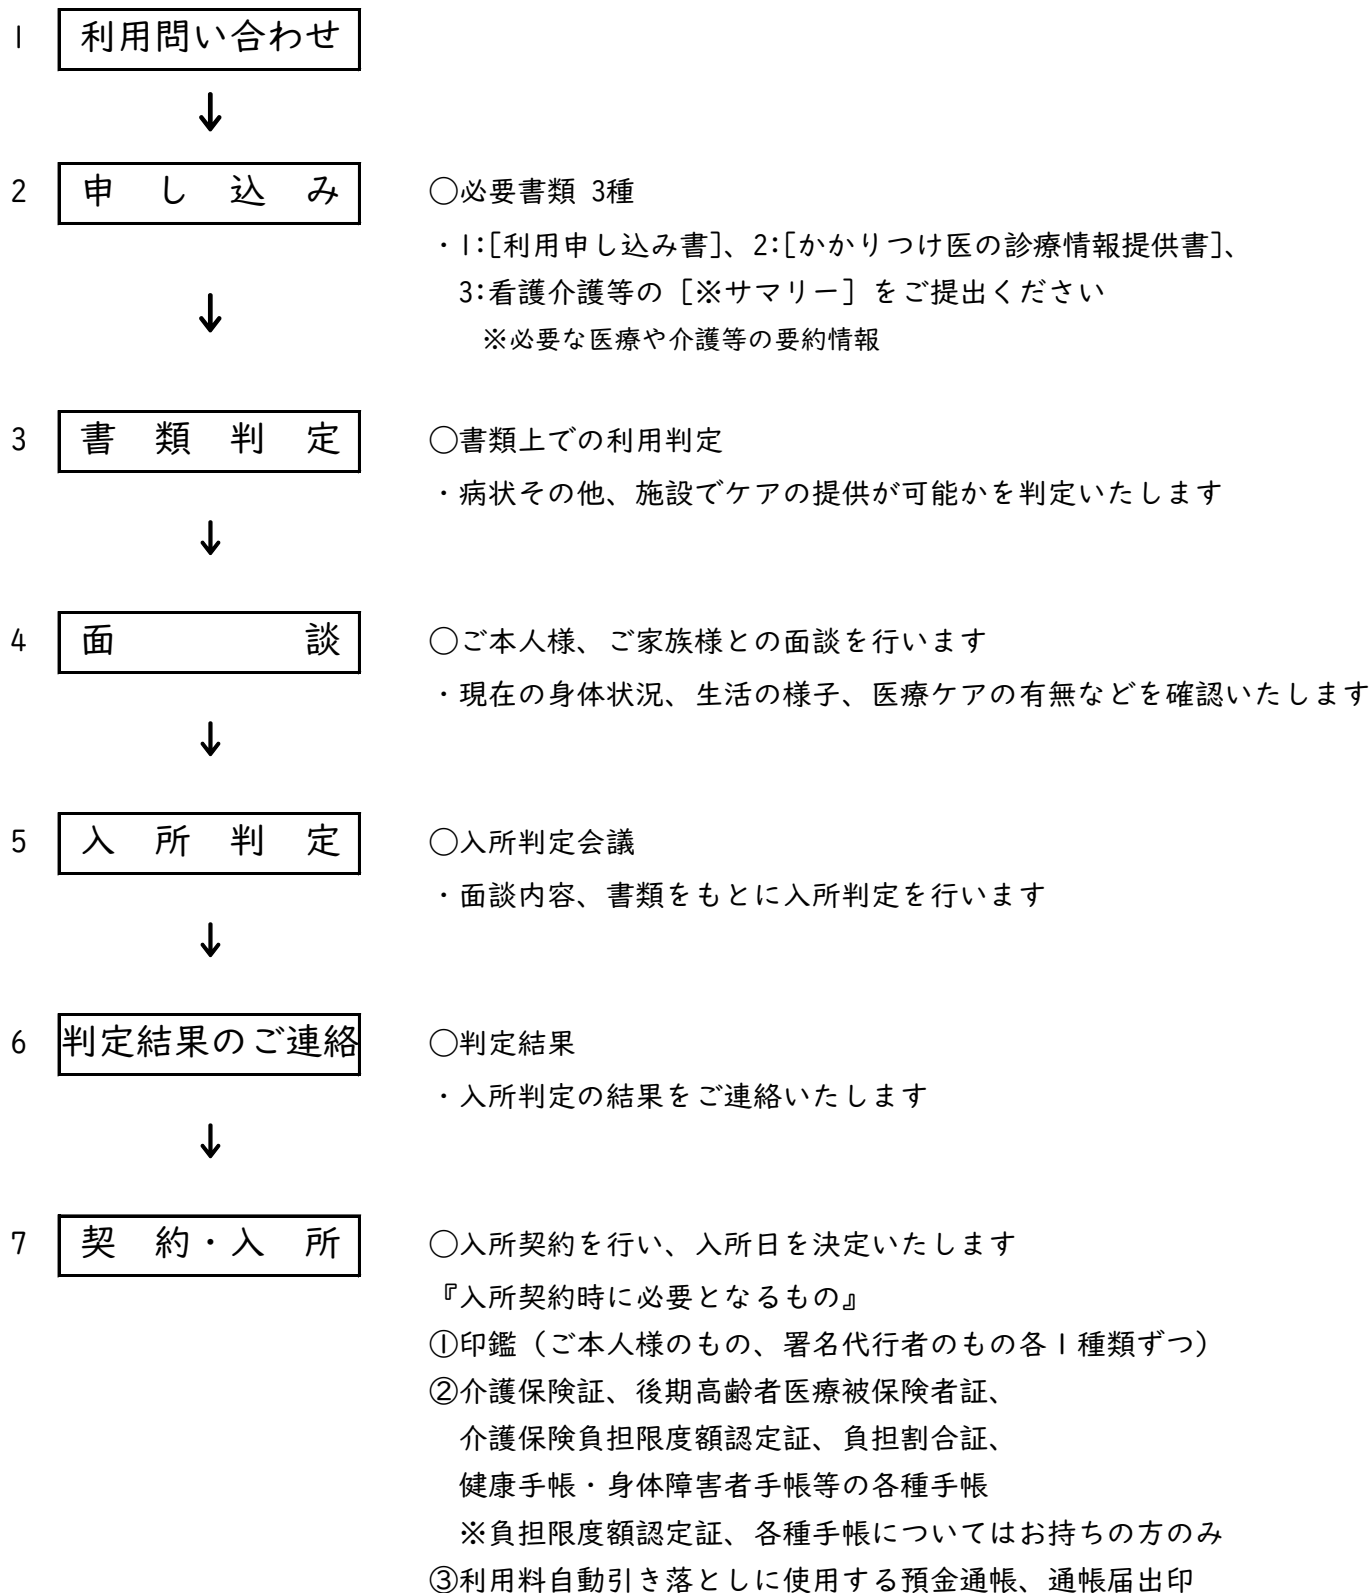 1 利用問い合わせ
↓
2 申し込み ○必要書類 3種
・1:[利用申し込み書]、2:[かかりつけ医の診療情報提供書]、
3:看護介護等の［※サマリー］をご提出ください
↓
※必要な医療や介護等の要約情報
3 書類判定 ○書類上での利用判定
・病状その他、施設でケアの提供が可能かを判定いたします
↓
4 面談 ○ご本人様、ご家族様との面談を行います
・現在の身体状況、生活の様子、医療ケアの有無などを確認いたします
↓
5 入所判定 ○入所判定会議
・面談内容、書類をもとに入所判定を行います
↓
6 判定結果のご連絡 ○判定結果
・入所判定の結果をご連絡いたします
↓
7 契約・入所 ○入所契約を行い、入所日を決定いたします
『入所契約時に必要となるもの』
①印鑑（ご本人様のもの、署名代行者のもの各１種類ずつ）
②介護保険証、後期高齢者医療被保険者証、
介護保険負担限度額認定証、負担割合証、
健康手帳・身体障害者手帳等の各種手帳
※負担限度額認定証、各種手帳についてはお持ちの方のみ
③利用料自動引き落としに使用する預金通帳、通帳届出印